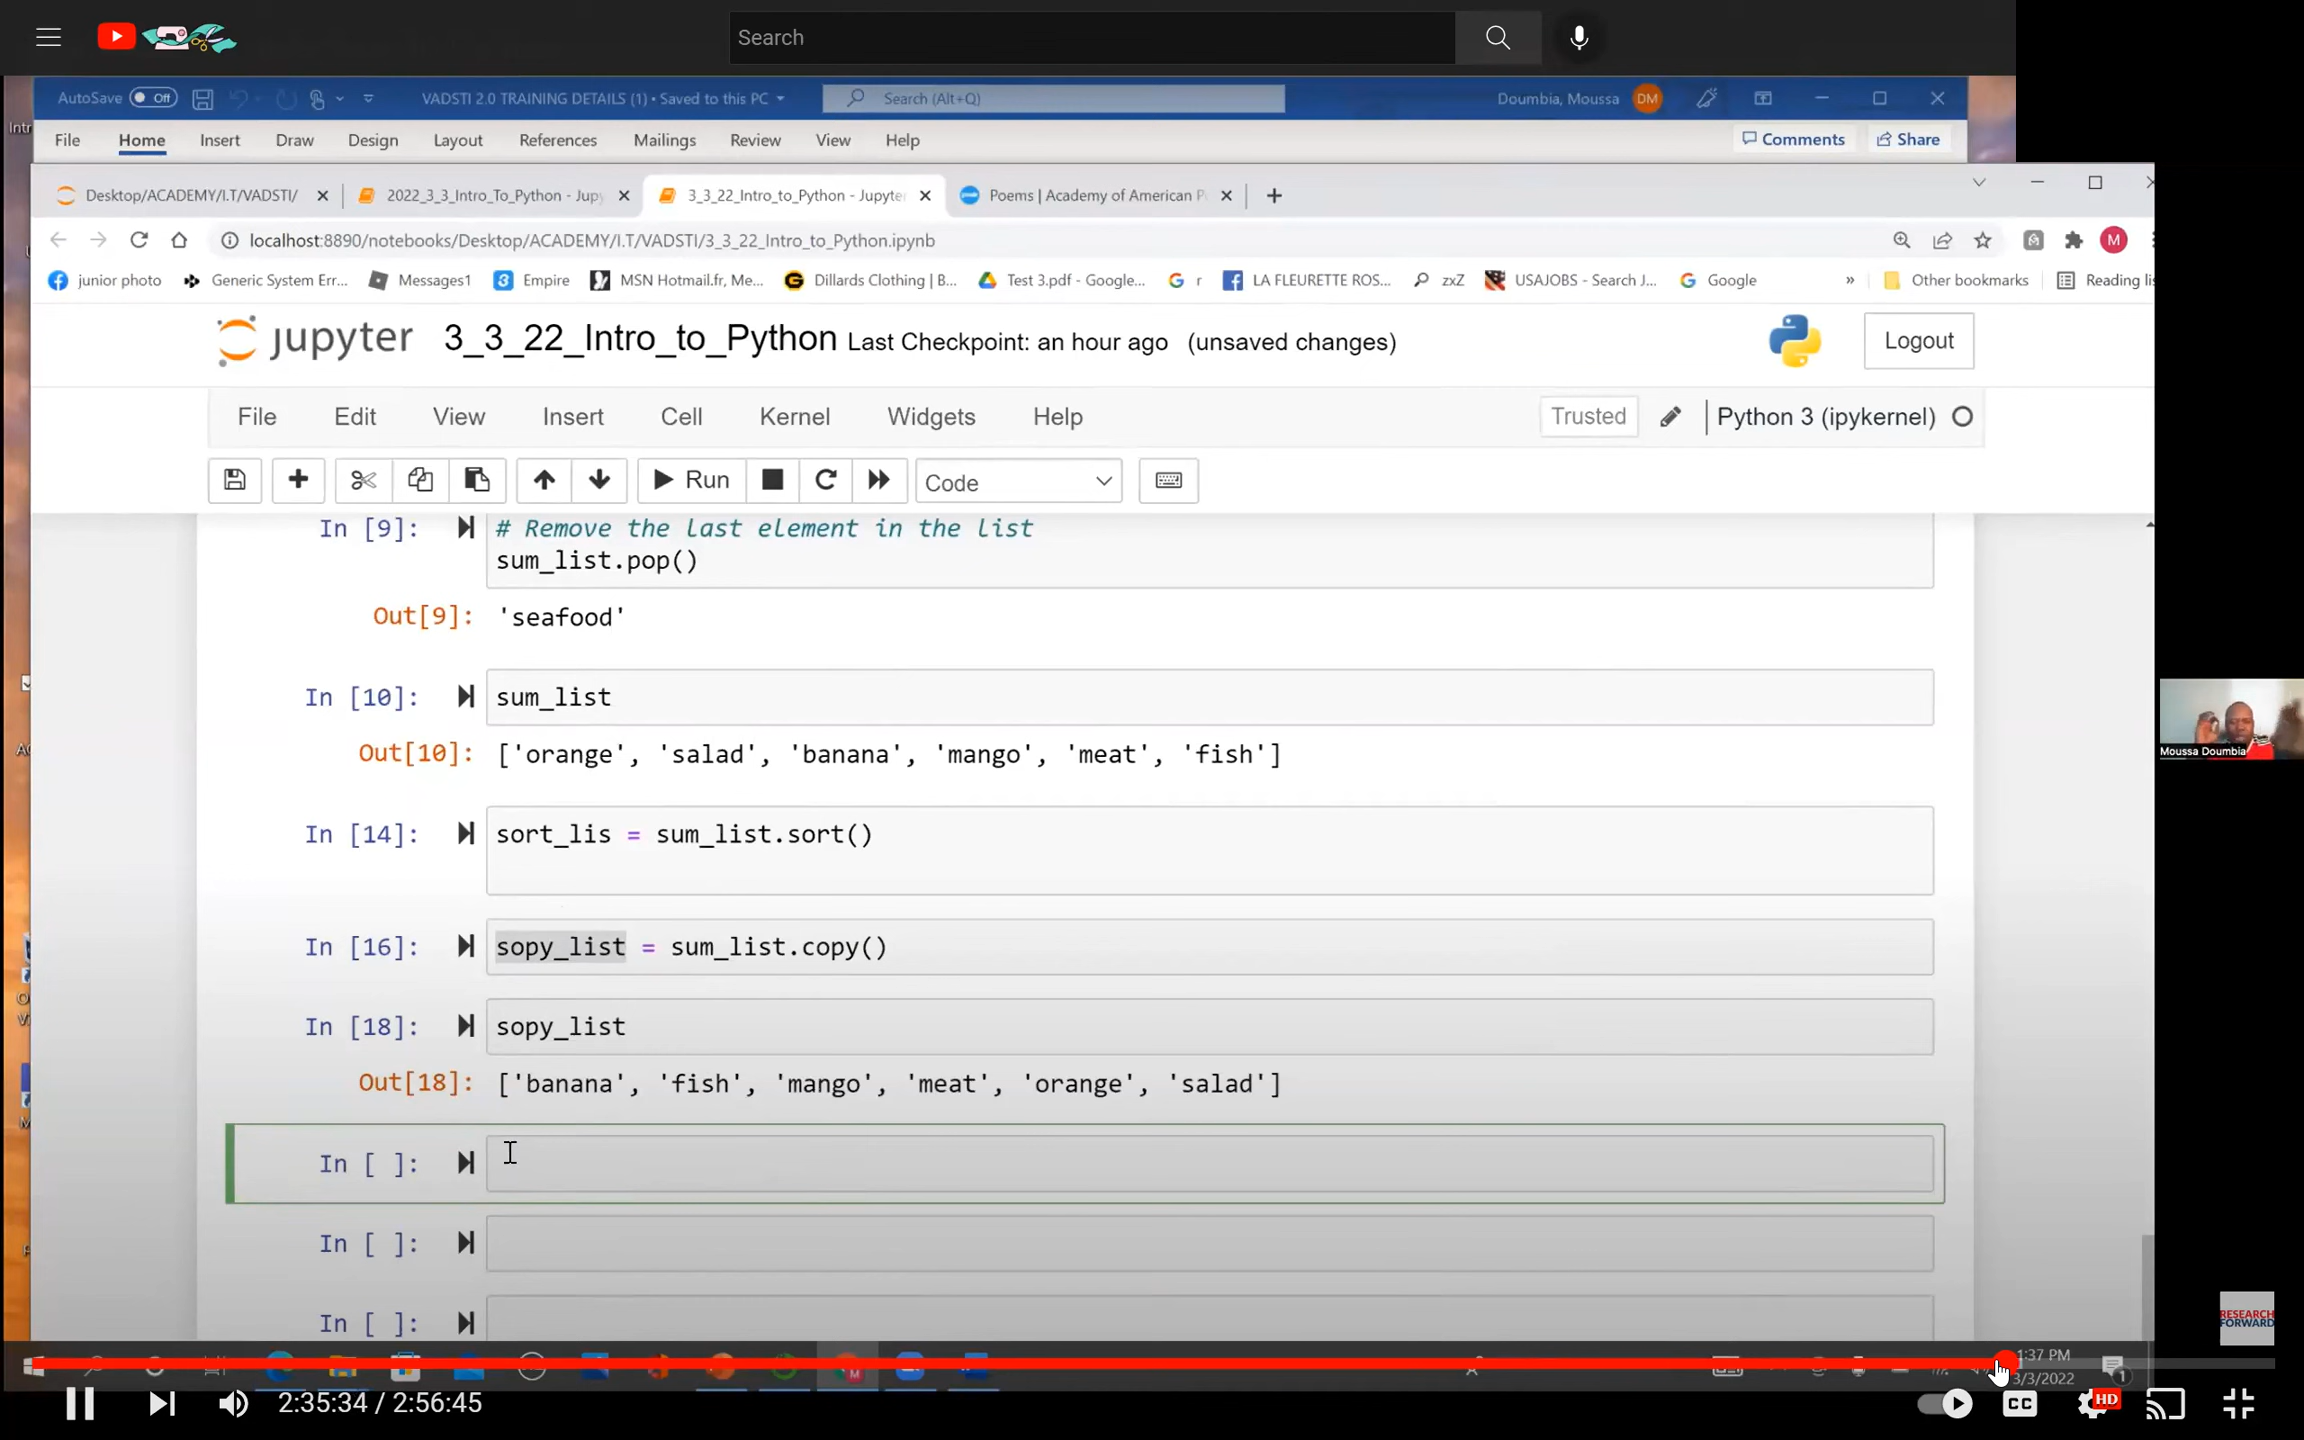 Search
AutoSave Off VADSTI 2.0 TRAINING DETAILS (1) • Saved to this PC Search (Alt+Q) Doumbia, Moussa DM
File Home Insert Draw Design Layout References Mailings Review View Help Comments Share
Desktop/ACADEMY/I.T/VADSTI/ 2022_3_3_Intro_To_Python - Jupy 3_3_22_Intro_to_Python - Jupyter Poems | Academy of American P
localhost:8890/notebooks/Desktop/ACADEMY/I.T/VADSTI/3_3_22_Intro_to_Python.ipynb M
junior photo Generic System Err... Messages1 Empire MSN Hotmail.fr, Me... Dillards Clothing | B... Test 3.pdf - Google... r LA FLEURETTE ROS... zxZ USAJOBS - Search J... Google » Other bookmarks Reading lis
jupyter 3_3_22_Intro_to_Python Last Checkpoint: an hour ago (unsaved changes) Logout
File Edit View Insert Cell Kernel Widgets Help Trusted Python 3 (ipykernel)
Run Code
In [9]: # Remove the last element in the list
sum_list.pop()
Out[9]: 'seafood'
In [10]: sum_list
Out[10]: ['orange', 'salad', 'banana', 'mango', 'meat', 'fish']
Moussa Doumbia
In [14]: sort_lis = sum_list.sort()
In [16]: sopy_list = sum_list.copy()
In [18]: sopy_list
Out[18]: ['banana', 'fish', 'mango', 'meat', 'orange', 'salad']
In [ ]:
In [ ]:
In [ ]:
RESEARCH
FORWARD
1:37 PM
3/3/2022
2:35:34 / 2:56:45 CC HD